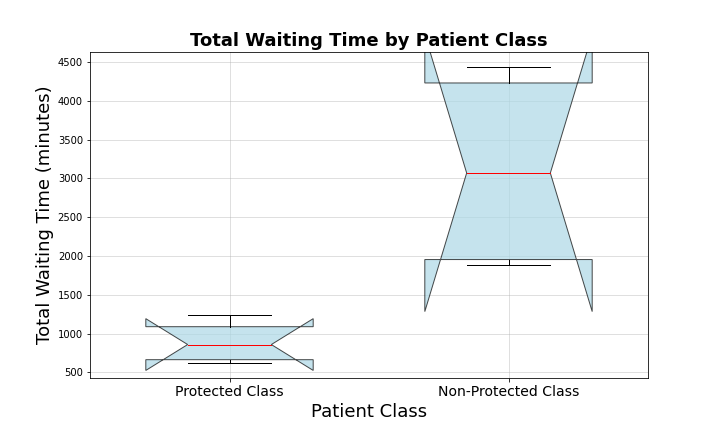 Total Waiting Time by Patient Class
Total Waiting Time (minutes)
4500
4000
3500
3000
2500
2000
1500
1000
500
Protected Class
Non-Protected Class
Patient Class